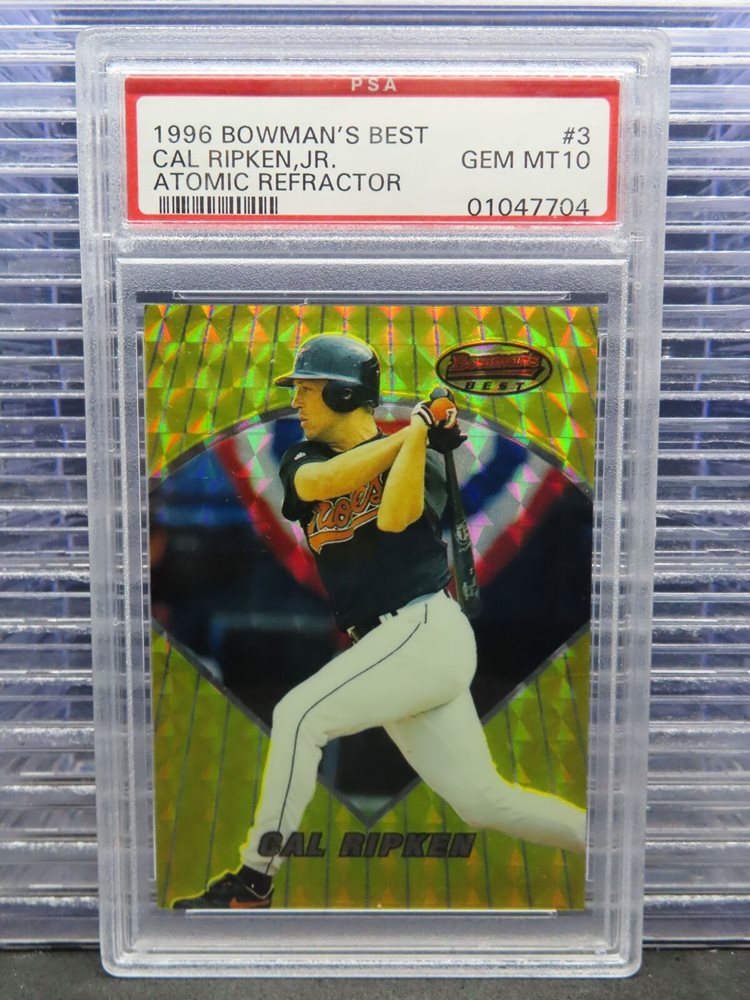 PSA
1996 BOWMAN'S BEST #3
CAL RIPKEN,JR. GEM MT10
ATOMIC REFRACTOR
01047704
Bowman's
BEST
CAL RIPKEN